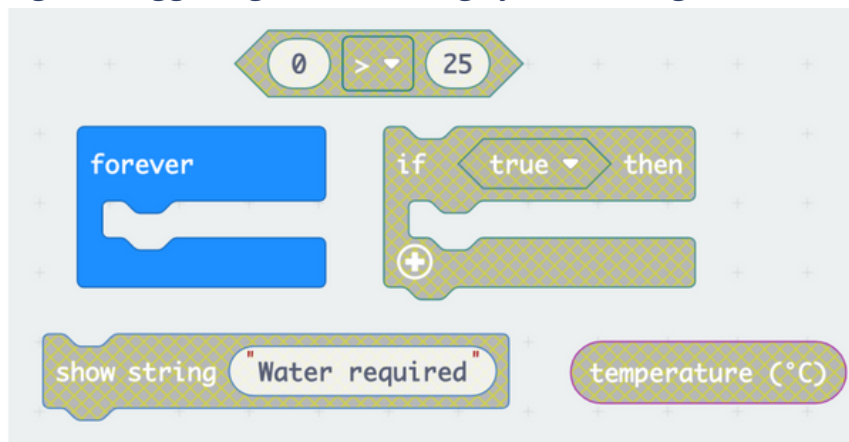 0 > 25
forever
if true then
show string "Water required"
temperature (°C)